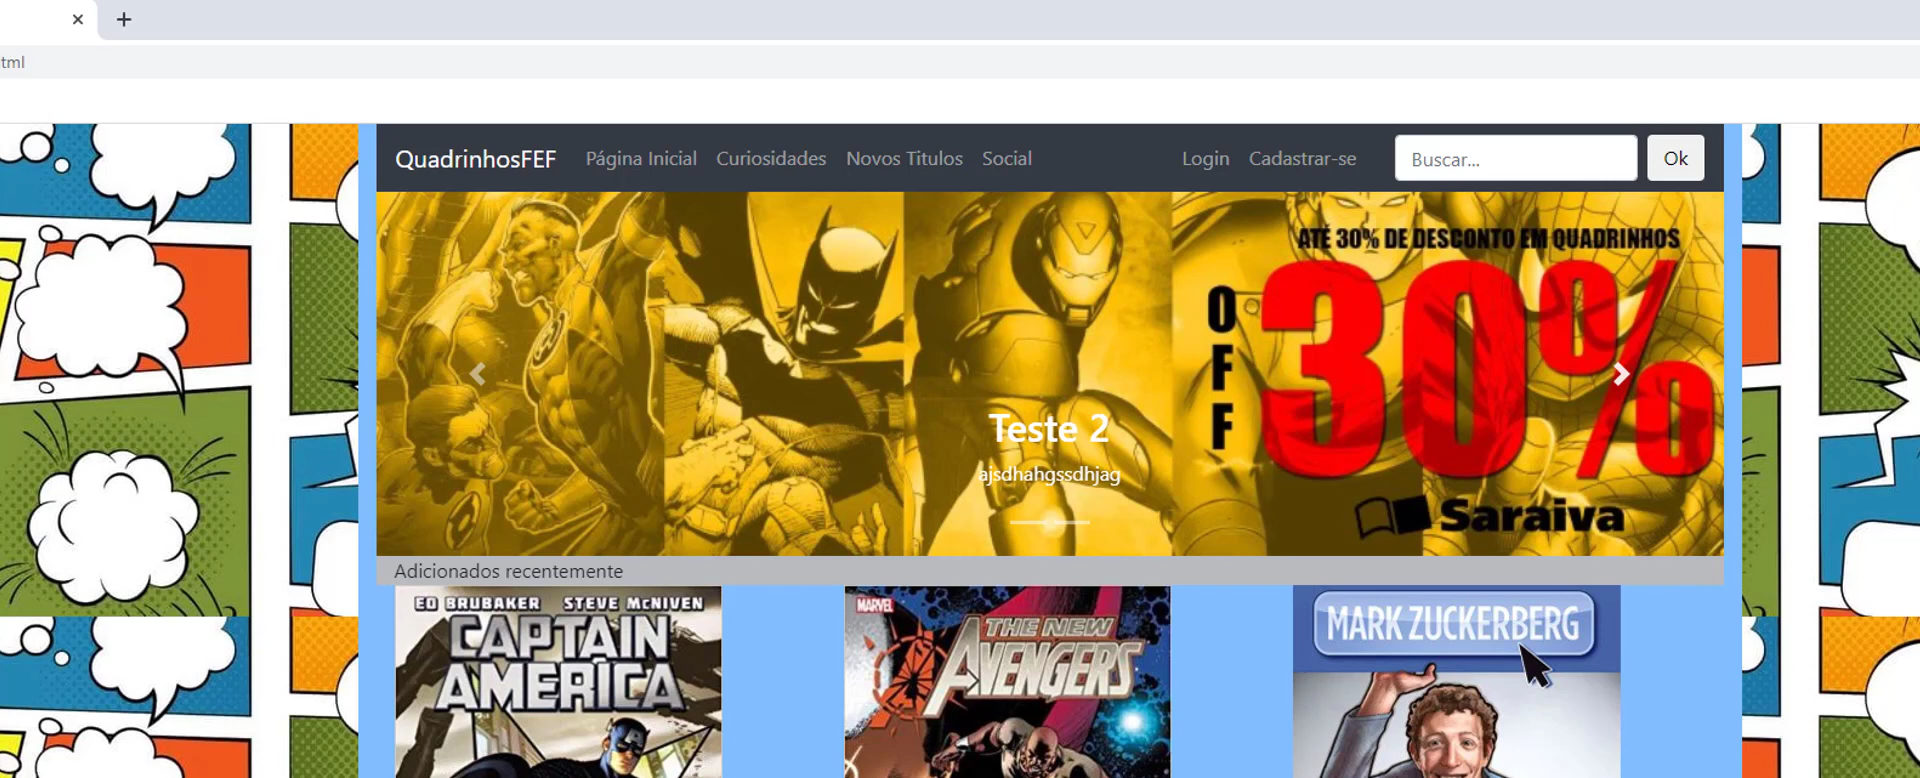 tml
QuadrinhosFEF Página Inicial Curiosidades Novos Titulos Social Login Cadastrar-se Buscar... Ok
ATÉ 30% DE DESCONTO EM QUADRINHOS
OFF
30%
Teste 2
ajsdhahgssdhjag
Saraiva
Adicionados recentemente
ED BRUBAKER STEVE McNIVEN
CAPTAIN
AMERICA
MARVEL
THE NEW
AVENGERS
MARK ZUCKERBERG